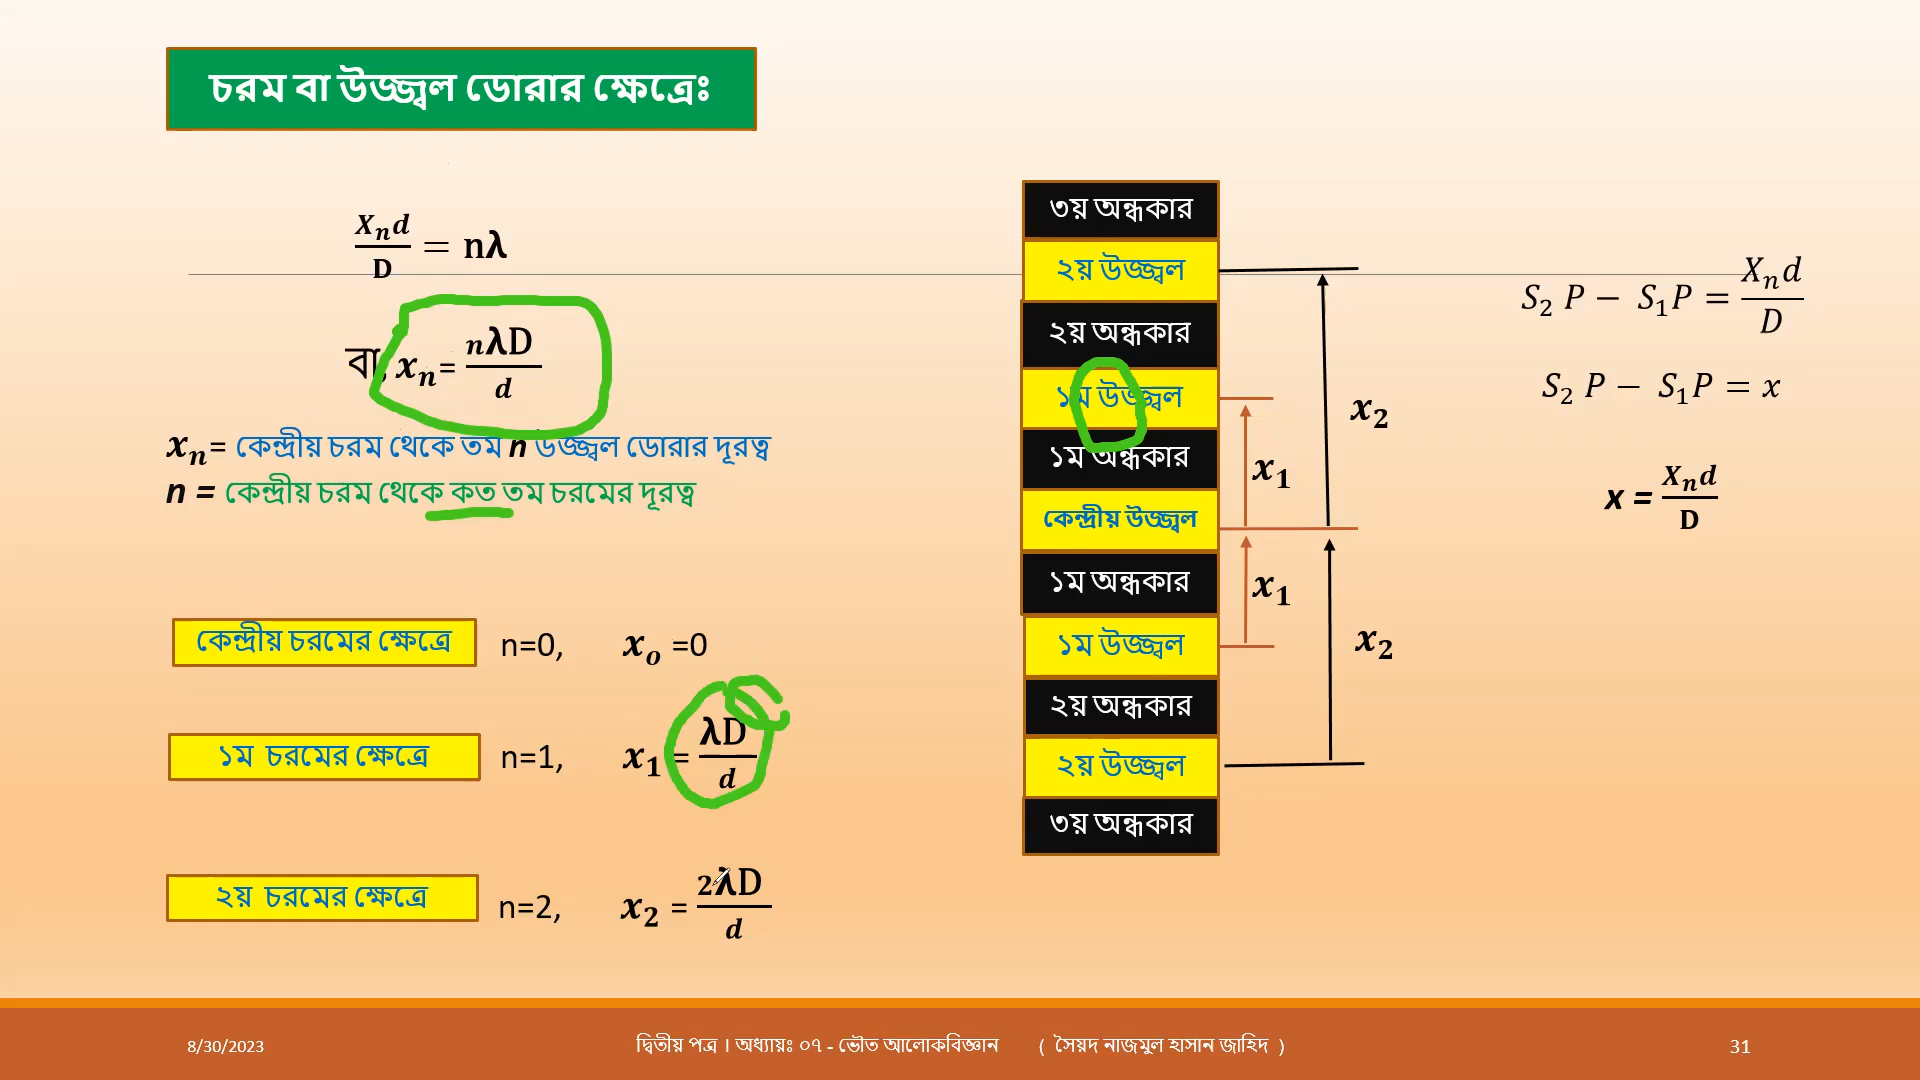 চরম বা উজ্জ্বল ডোরার ক্ষেত্রেঃ
Xₙd/D = nλ
বা, xₙ= nλD/d
xₙ= কেন্দ্রীয় চরম থেকে তম n উজ্জ্বল ডোরার দূরত্ব
n = কেন্দ্রীয় চরম থেকে কত তম চরমের দূরত্ব
কেন্দ্রীয় চরমের ক্ষেত্রে n=0, xₒ =0
১ম চরমের ক্ষেত্রে n=1, x₁ = λD/d
২য় চরমের ক্ষেত্রে n=2, x₂ = 2λD/d
৩য় অন্ধকার
২য় উজ্জ্বল
২য় অন্ধকার
১ম উজ্জ্বল
১ম অন্ধকার
কেন্দ্রীয় উজ্জ্বল
১ম অন্ধকার
১ম উজ্জ্বল
২য় অন্ধকার
২য় উজ্জ্বল
৩য় অন্ধকার
x₁
x₁
x₂
x₂
S₂ P − S₁P = Xₙd/D
S₂ P − S₁P = x
x = Xₙd/D
8/30/2023
দ্বিতীয় পত্র । অধ্যায়ঃ ০৭ - ভৌত আলোকবিজ্ঞান ( সৈয়দ নাজমুল হাসান জাহিদ )
31